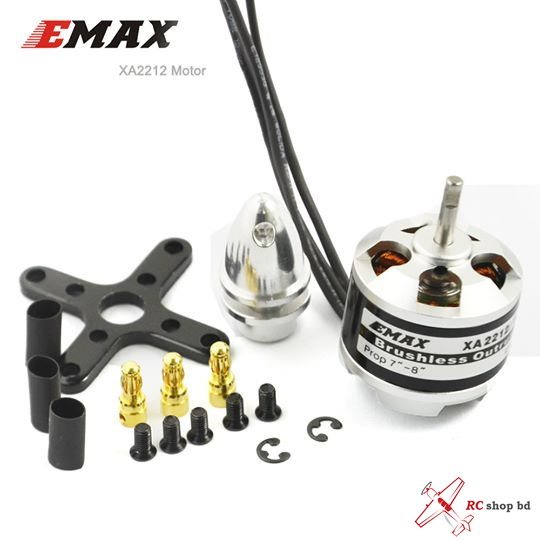 EMAX
XA2212 Motor
EMAX XA2212
Brushless Out
Prop 7"-8"
RC shop bd